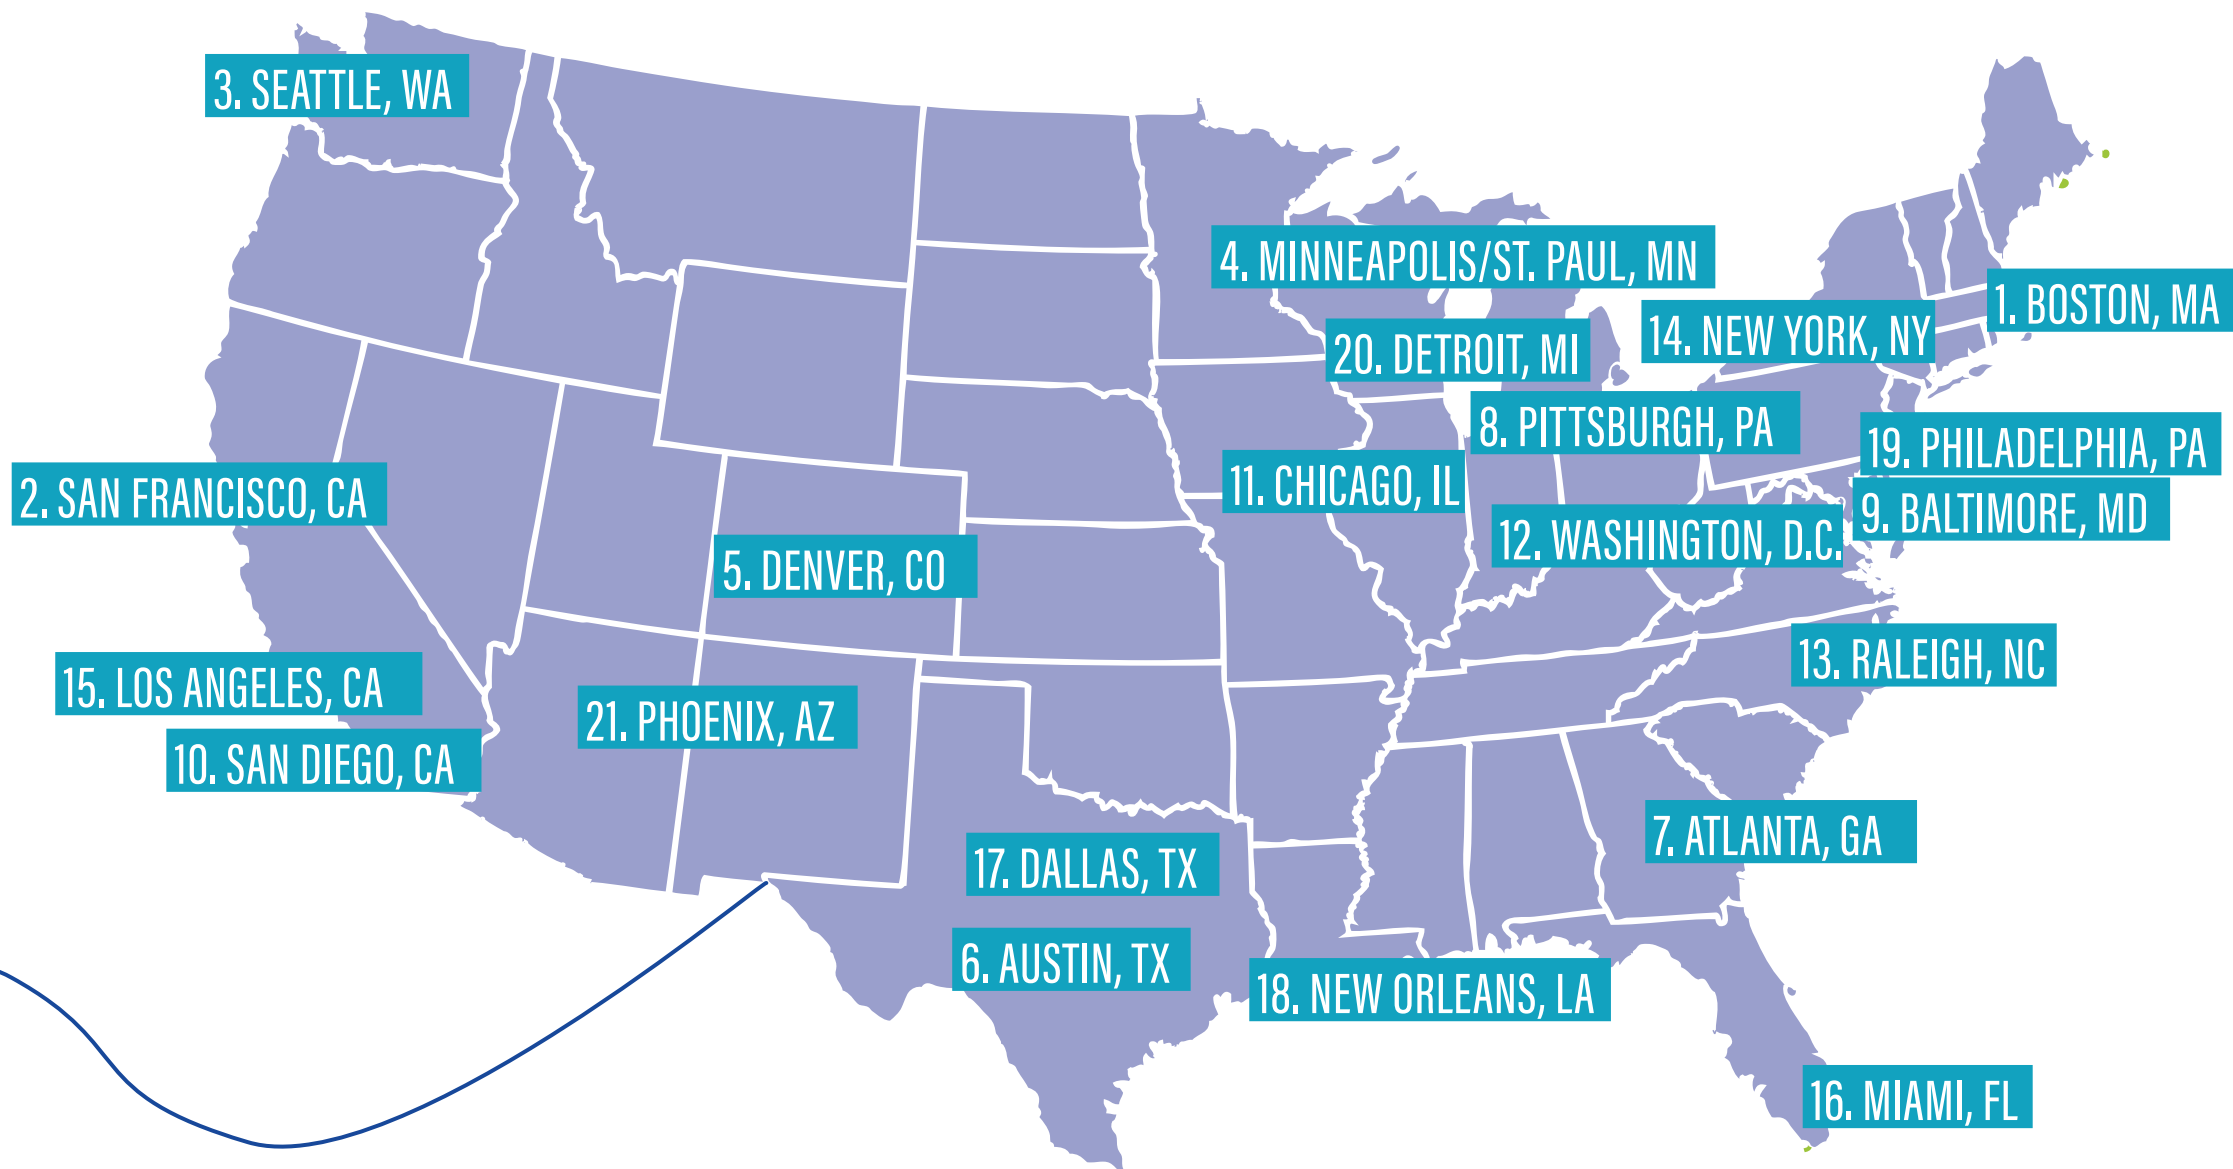 3. SEATTLE, WA
4. MINNEAPOLIS/ST. PAUL, MN
1. BOSTON, MA
14. NEW YORK, NY
20. DETROIT, MI
8. PITTSBURGH, PA
19. PHILADELPHIA, PA
11. CHICAGO, IL
2. SAN FRANCISCO, CA
9. BALTIMORE, MD
12. WASHINGTON, D.C.
5. DENVER, CO
13. RALEIGH, NC
15. LOS ANGELES, CA
21. PHOENIX, AZ
10. SAN DIEGO, CA
7. ATLANTA, GA
17. DALLAS, TX
6. AUSTIN, TX
18. NEW ORLEANS, LA
16. MIAMI, FL